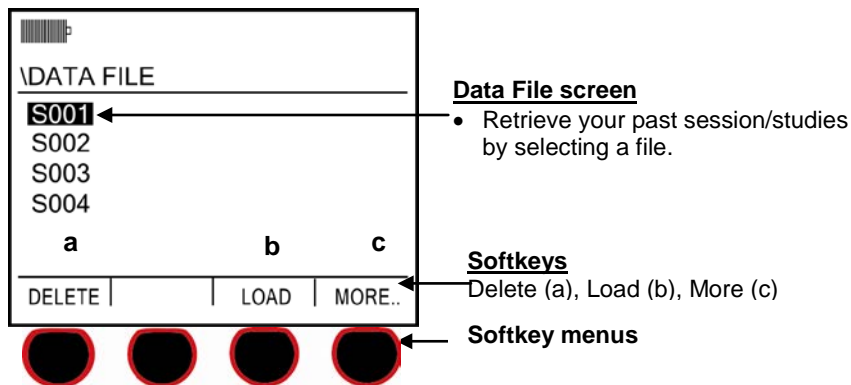 \DATA FILE
S001
S002
S003
S004
a b c
DELETE LOAD MORE..
Data File screen
• Retrieve your past session/studies
by selecting a file.
Softkeys
Delete (a), Load (b), More (c)
Softkey menus